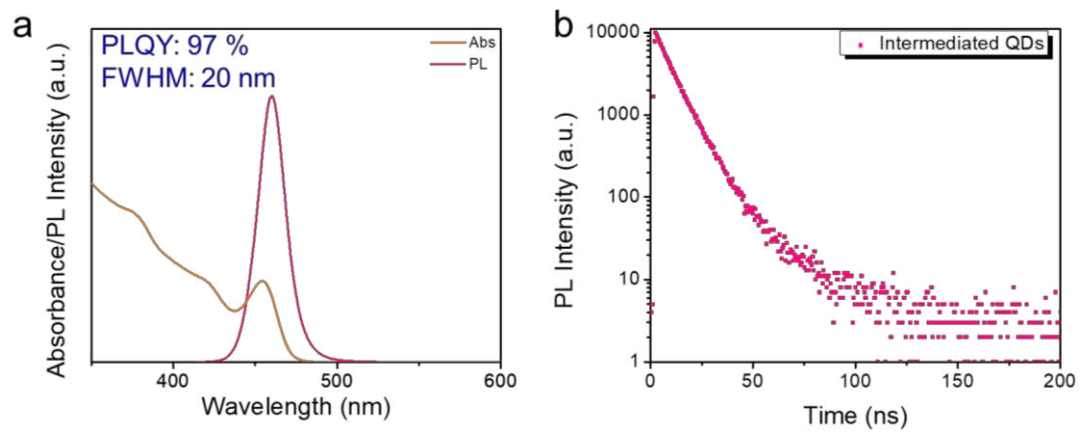 a
PLQY: 97 %
FWHM: 20 nm
Abs
PL
Absorbance/PL Intensity (a.u.)
400
500
600
Wavelength (nm)
b
Intermediated QDs
PL Intensity (a.u.)
10000
1000
100
10
1
0
50
100
150
200
Time (ns)